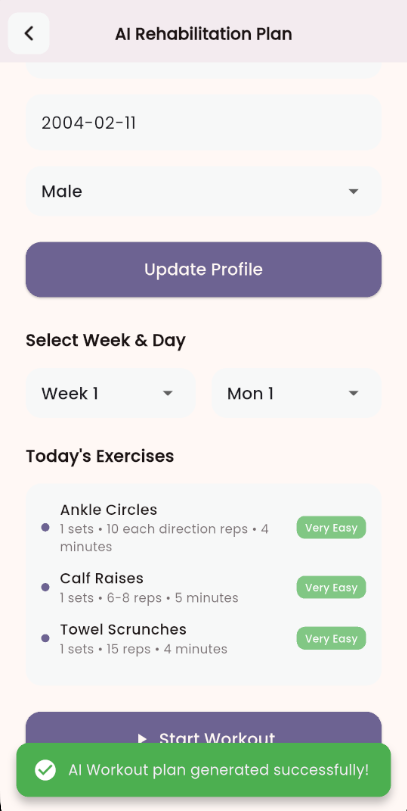 AI Rehabilitation Plan
2004-02-11
Male
Update Profile
Select Week & Day
Week 1
Mon 1
Today's Exercises
Ankle Circles
1 sets • 10 each direction reps • 4
minutes
Very Easy
Calf Raises
1 sets • 6-8 reps • 5 minutes
Very Easy
Towel Scrunches
1 sets • 15 reps • 4 minutes
Very Easy
Start Workout
AI Workout plan generated successfully!